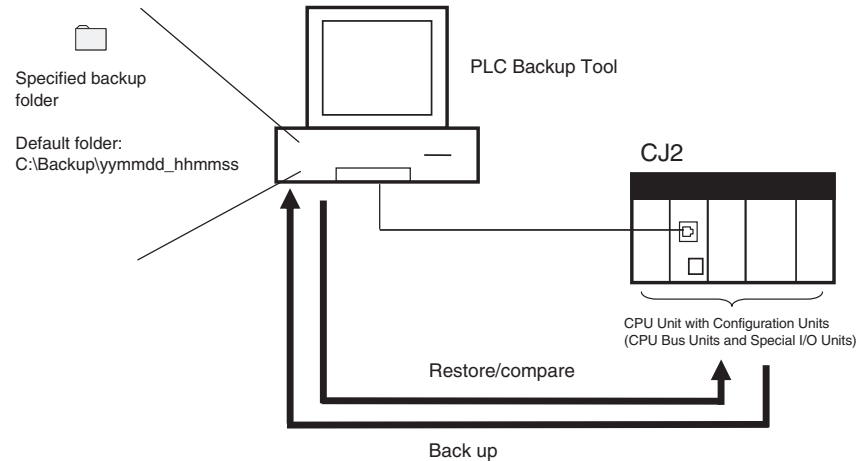 Specified backup
folder
Default folder:
C:\Backup\yymmdd_hhmmss
PLC Backup Tool
CJ2
CPU Unit with Configuration Units
(CPU Bus Units and Special I/O Units)
Restore/compare
Back up